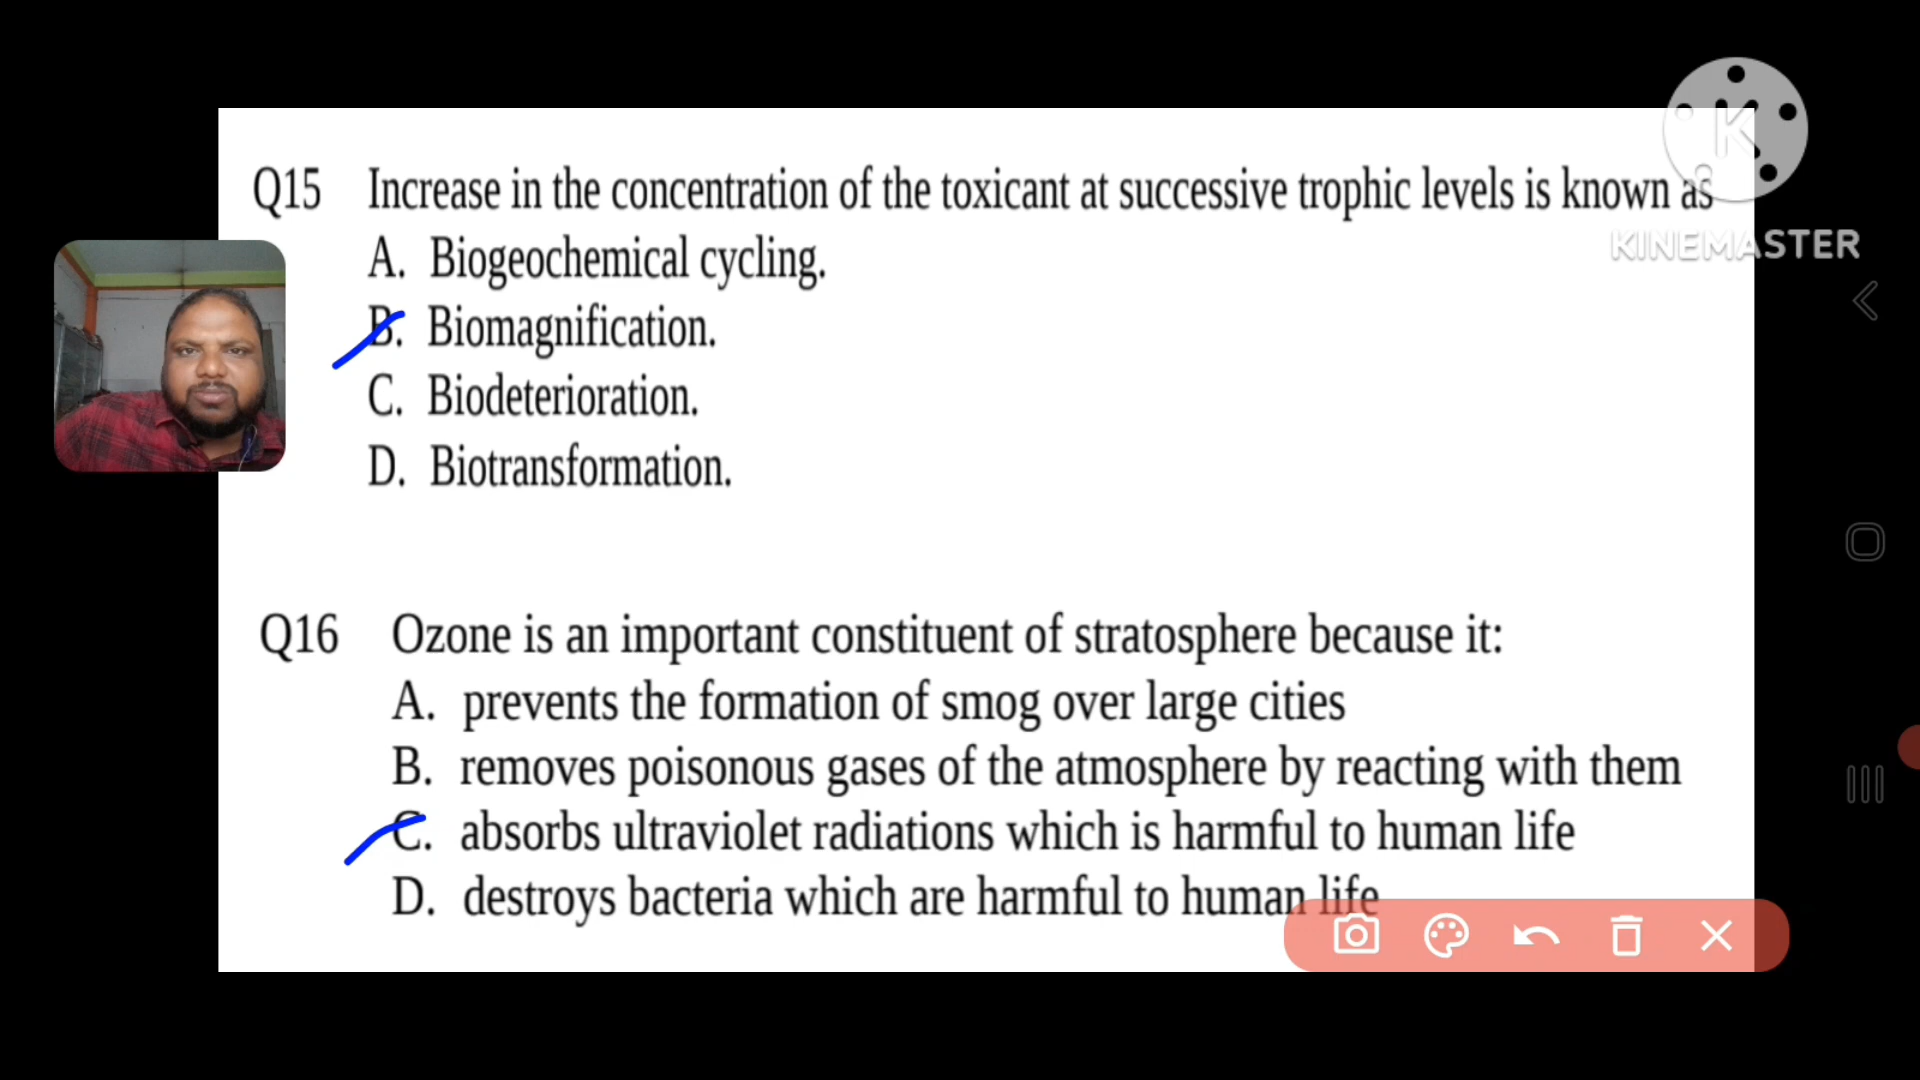 Q15 Increase in the concentration of the toxicant at successive trophic levels is known as
A. Biogeochemical cycling.
B. Biomagnification.
C. Biodeterioration.
D. Biotransformation.
Q16 Ozone is an important constituent of stratosphere because it:
A. prevents the formation of smog over large cities
B. removes poisonous gases of the atmosphere by reacting with them
C. absorbs ultraviolet radiations which is harmful to human life
D. destroys bacteria which are harmful to human life
K
KINEMASTER